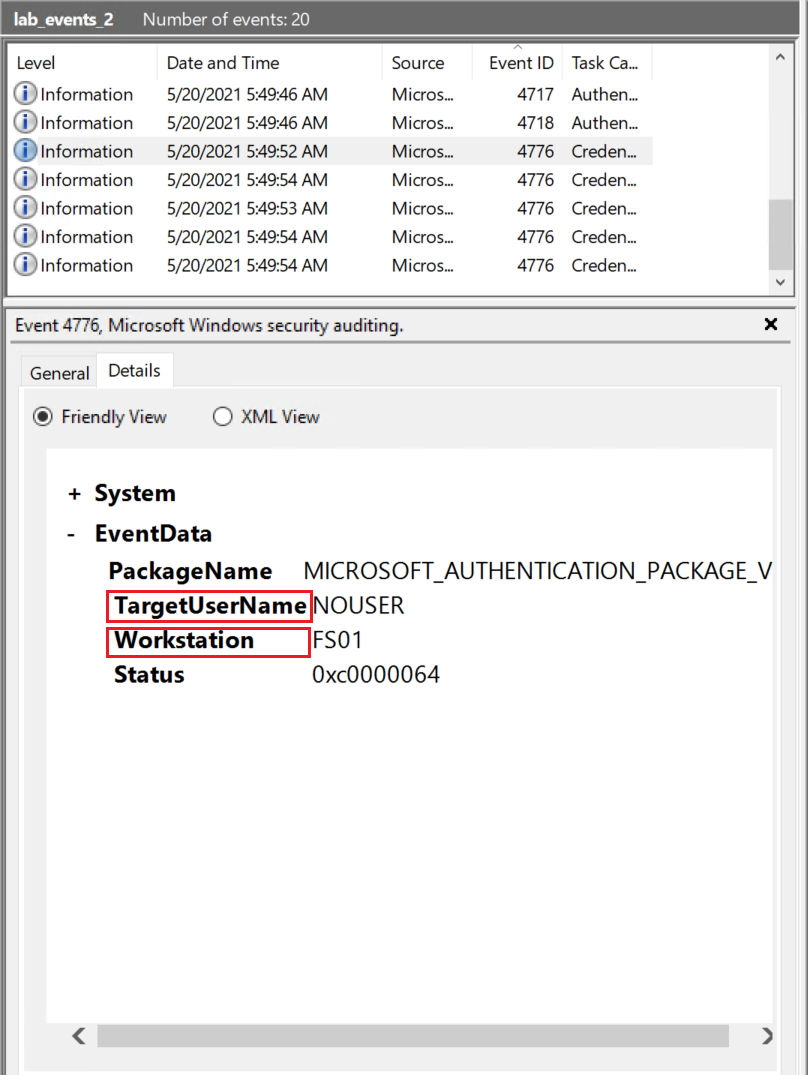 lab_events_2 Number of events: 20
Level Date and Time Source Event ID Task Ca...
Information 5/20/2021 5:49:46 AM Micros... 4717 Authen...
Information 5/20/2021 5:49:46 AM Micros... 4718 Authen...
Information 5/20/2021 5:49:52 AM Micros... 4776 Creden...
Information 5/20/2021 5:49:54 AM Micros... 4776 Creden...
Information 5/20/2021 5:49:53 AM Micros... 4776 Creden...
Information 5/20/2021 5:49:54 AM Micros... 4776 Creden...
Information 5/20/2021 5:49:54 AM Micros... 4776 Creden...
Event 4776, Microsoft Windows security auditing.
General Details
Friendly View XML View
+ System
- EventData
PackageName MICROSOFT_AUTHENTICATION_PACKAGE_V
TargetUserName NOUSER
Workstation FS01
Status 0xc0000064